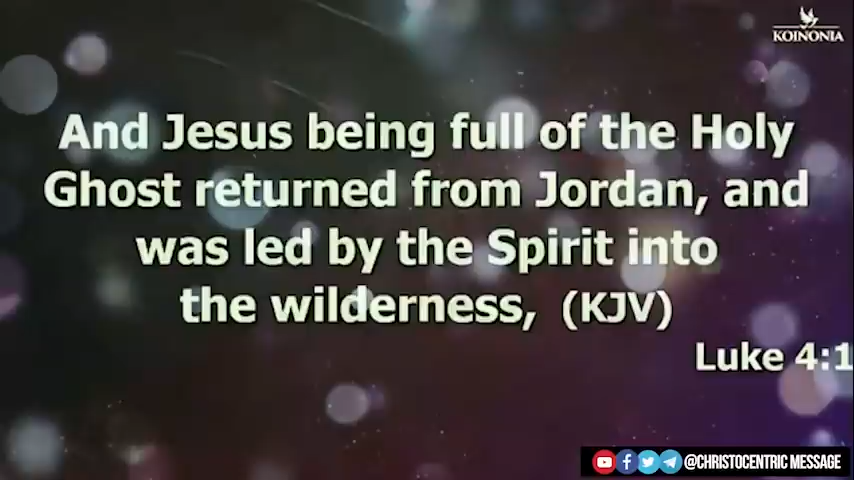 KOINONIA
And Jesus being full of the Holy
Ghost returned from Jordan, and
was led by the Spirit into
the wilderness, (KJV)
Luke 4:1
@CHRISTOCENTRIC MESSAGE